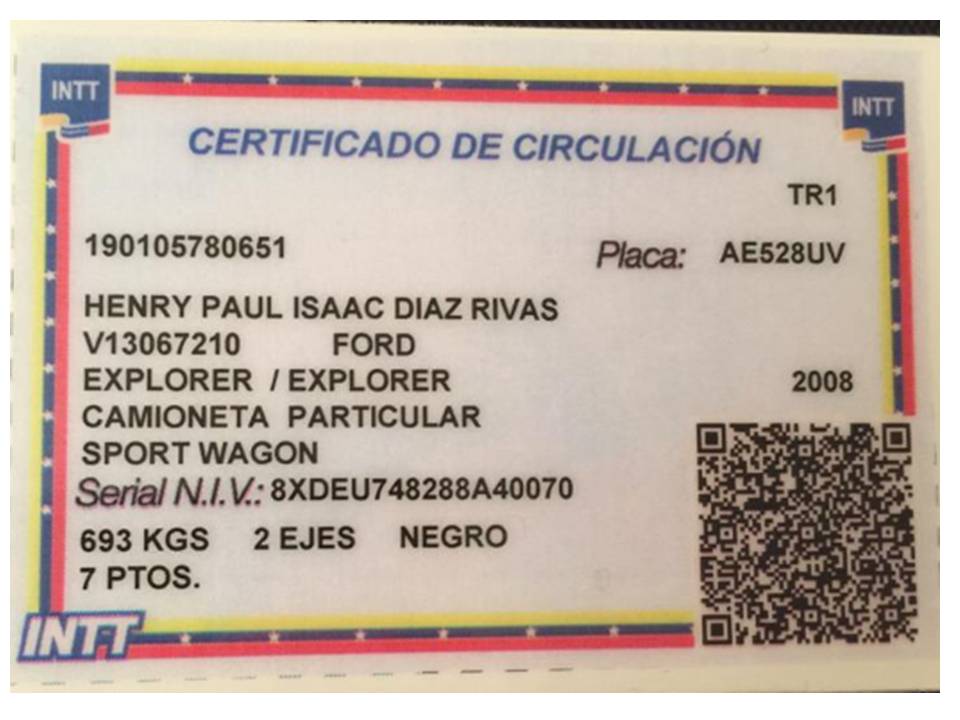 INTT
INTT
CERTIFICADO DE CIRCULACIÓN
TR1
190105780651 Placa: AE528UV
HENRY PAUL ISAAC DIAZ RIVAS
V13067210 FORD
EXPLORER / EXPLORER 2008
CAMIONETA PARTICULAR
SPORT WAGON
Serial N.I.V.: 8XDEU748288A40070
693 KGS 2 EJES NEGRO
7 PTOS.
INTT